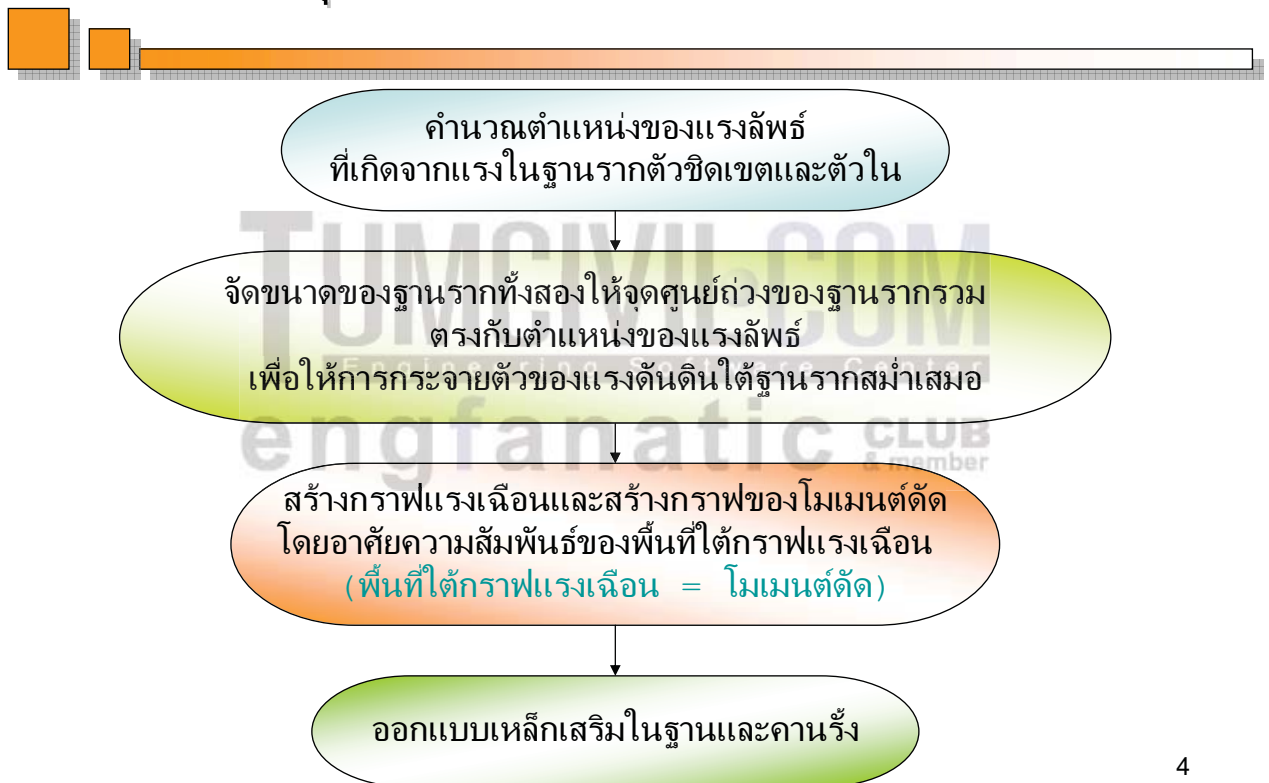 คำนวณตำแหน่งของแรงลัพธ์
ที่เกิดจากแรงในฐานรากตัวชิดเขตและตัวใน
TUMCIVIL.COM
จัดขนาดของฐานรากทั้งสองให้จุดศูนย์ถ่วงของฐานรากรวม
ตรงกับตำแหน่งของแรงลัพธ์
Engineering Software Center
เพื่อให้การกระจายตัวของแรงดันดินใต้ฐานรากสม่ำเสมอ
engfanatic CLUB
& member
สร้างกราฟแรงเฉือนและสร้างกราฟของโมเมนต์ดัด
โดยอาศัยความสัมพันธ์ของพื้นที่ใต้กราฟแรงเฉือน
(พื้นที่ใต้กราฟแรงเฉือน = โมเมนต์ดัด)
ออกแบบเหล็กเสริมในฐานและคานรั้ง
4